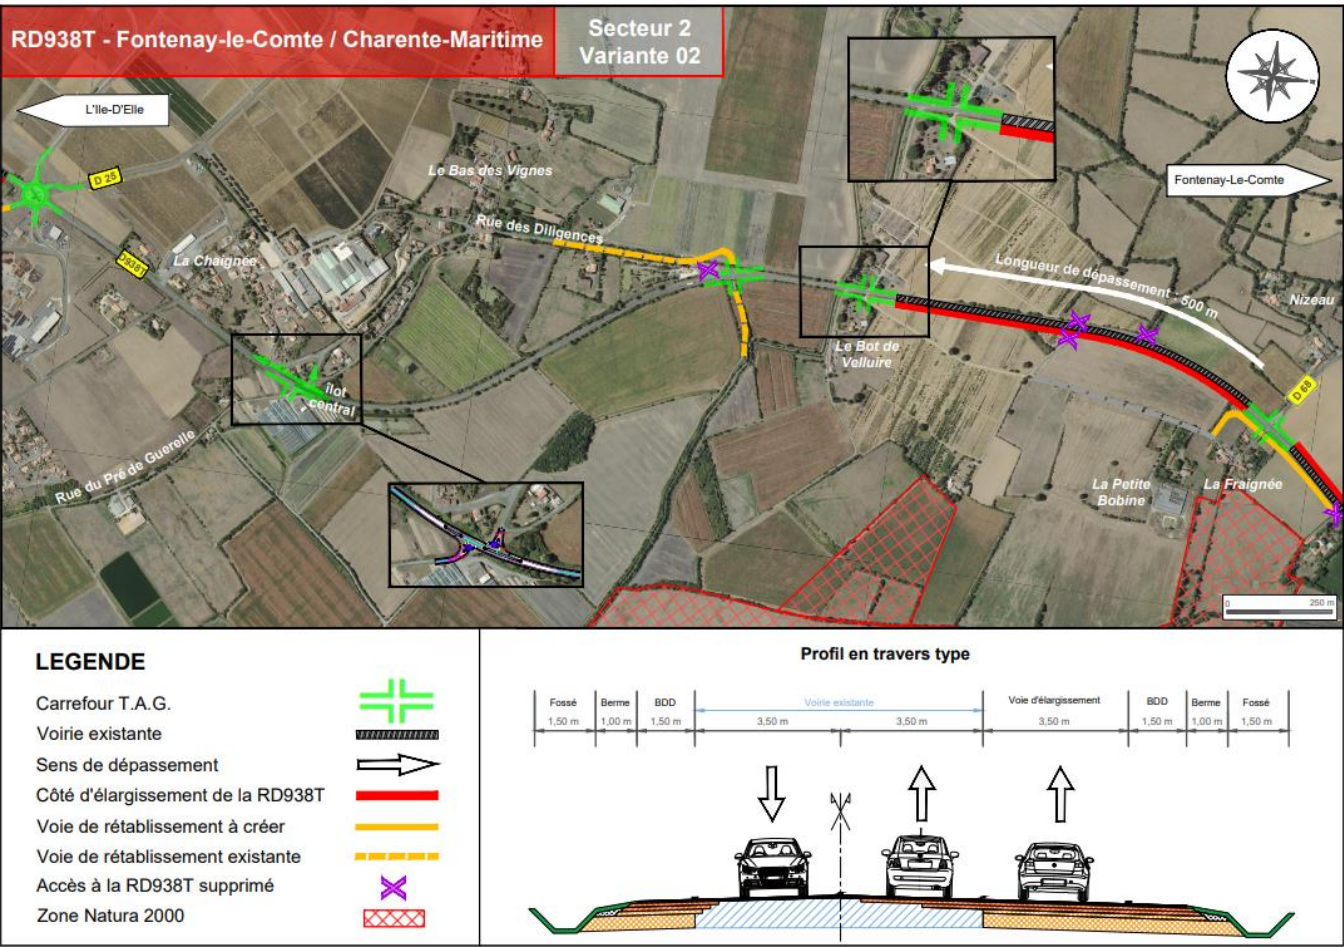 RD938T - Fontenay-le-Comte / Charente-Maritime
Secteur 2
Variante 02
L'Ile-D'Elle
Fontenay-Le-Comte
D 25
D938T
La Chaignée
Le Bas des Vignes
Rue des Diligences
Longueur de dépassement : 500 m
Nizeau
Le Bot de
Velluire
D 68
îlot
central
Rue du Pré de Guerelle
La Petite
Bobine
La Fraignée
0 250 m
LEGENDE
Carrefour T.A.G.
Voirie existante
Sens de dépassement
Côté d'élargissement de la RD938T
Voie de rétablissement à créer
Voie de rétablissement existante
Accès à la RD938T supprimé
Zone Natura 2000
Profil en travers type
Fossé Berme BDD Voirie existante Voie d'élargissement BDD Berme Fossé
1,50 m 1,00 m 1,50 m 3,50 m 3,50 m 3,50 m 1,50 m 1,00 m 1,50 m